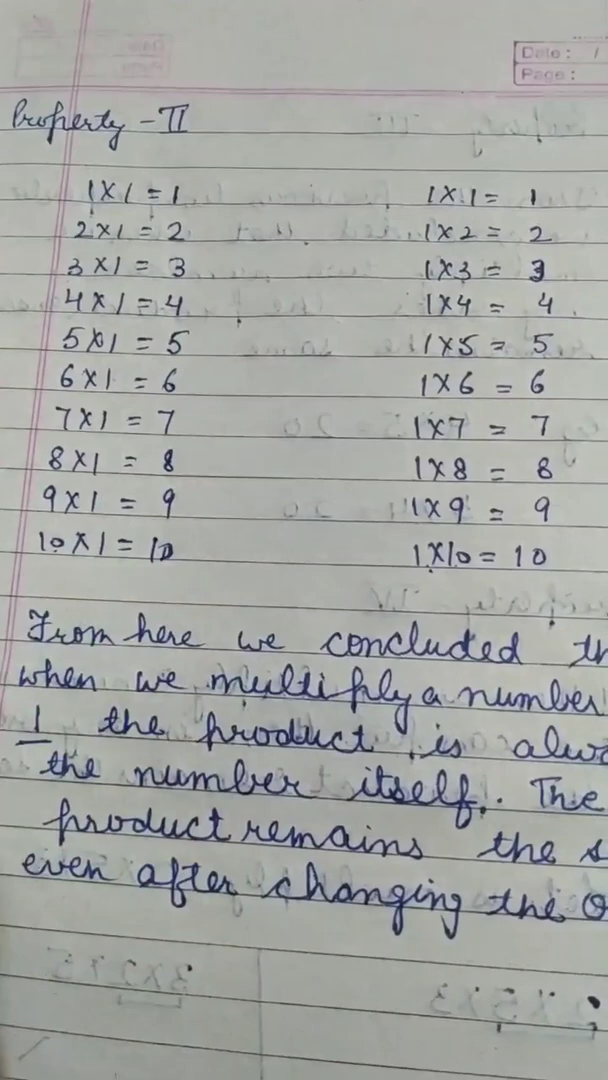 Date: /
Page:
Property - II
1 X 1 = 1 1 X 1 = 1
2 X 1 = 2 1 X 2 = 2
3 X 1 = 3 1 X 3 = 3
4 X 1 = 4 1 X 4 = 4
5 X 1 = 5 1 X 5 = 5
6 X 1 = 6 1 X 6 = 6
7 X 1 = 7 1 X 7 = 7
8 X 1 = 8 1 X 8 = 8
9 X 1 = 9 1 X 9 = 9
10 X 1 = 10 1 X 10 = 10
From here we concluded th
when we multiply a number
1 the product is alwa
the number itself. The
product remains the s
even after changing the o